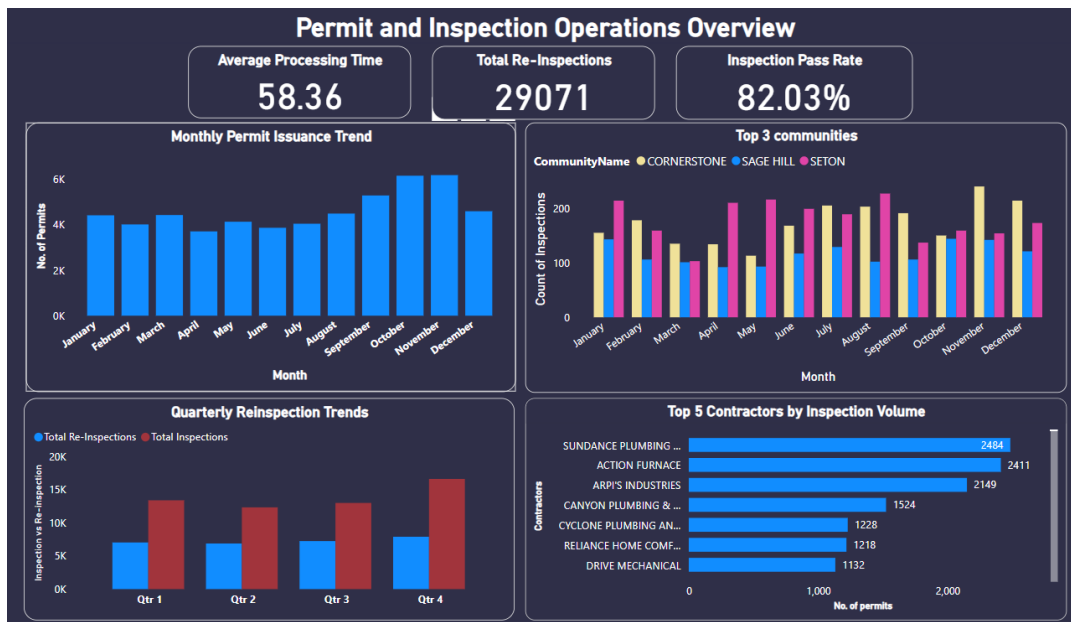 Permit and Inspection Operations Overview
Average Processing Time
58.36
Total Re-Inspections
29071
Inspection Pass Rate
82.03%
Monthly Permit Issuance Trend
No. of Permits
6K
4K
2K
0K
January
February
March
April
May
June
July
August
September
October
November
December
Month
Top 3 communities
CommunityName CORNERSTONE SAGE HILL SETON
Count of Inspections
200
100
0
January
February
March
April
May
June
July
August
September
October
November
December
Month
Quarterly Reinspection Trends
Total Re-Inspections Total Inspections
Inspection vs Re-inspection
20K
15K
10K
5K
0K
Qtr 1 Qtr 2 Qtr 3 Qtr 4
Top 5 Contractors by Inspection Volume
Contractors
SUNDANCE PLUMBING ... 2484
ACTION FURNACE 2411
ARPI'S INDUSTRIES 2149
CANYON PLUMBING & ... 1524
CYCLONE PLUMBING AN... 1228
RELIANCE HOME COMF... 1218
DRIVE MECHANICAL 1132
0 1,000 2,000
No. of permits